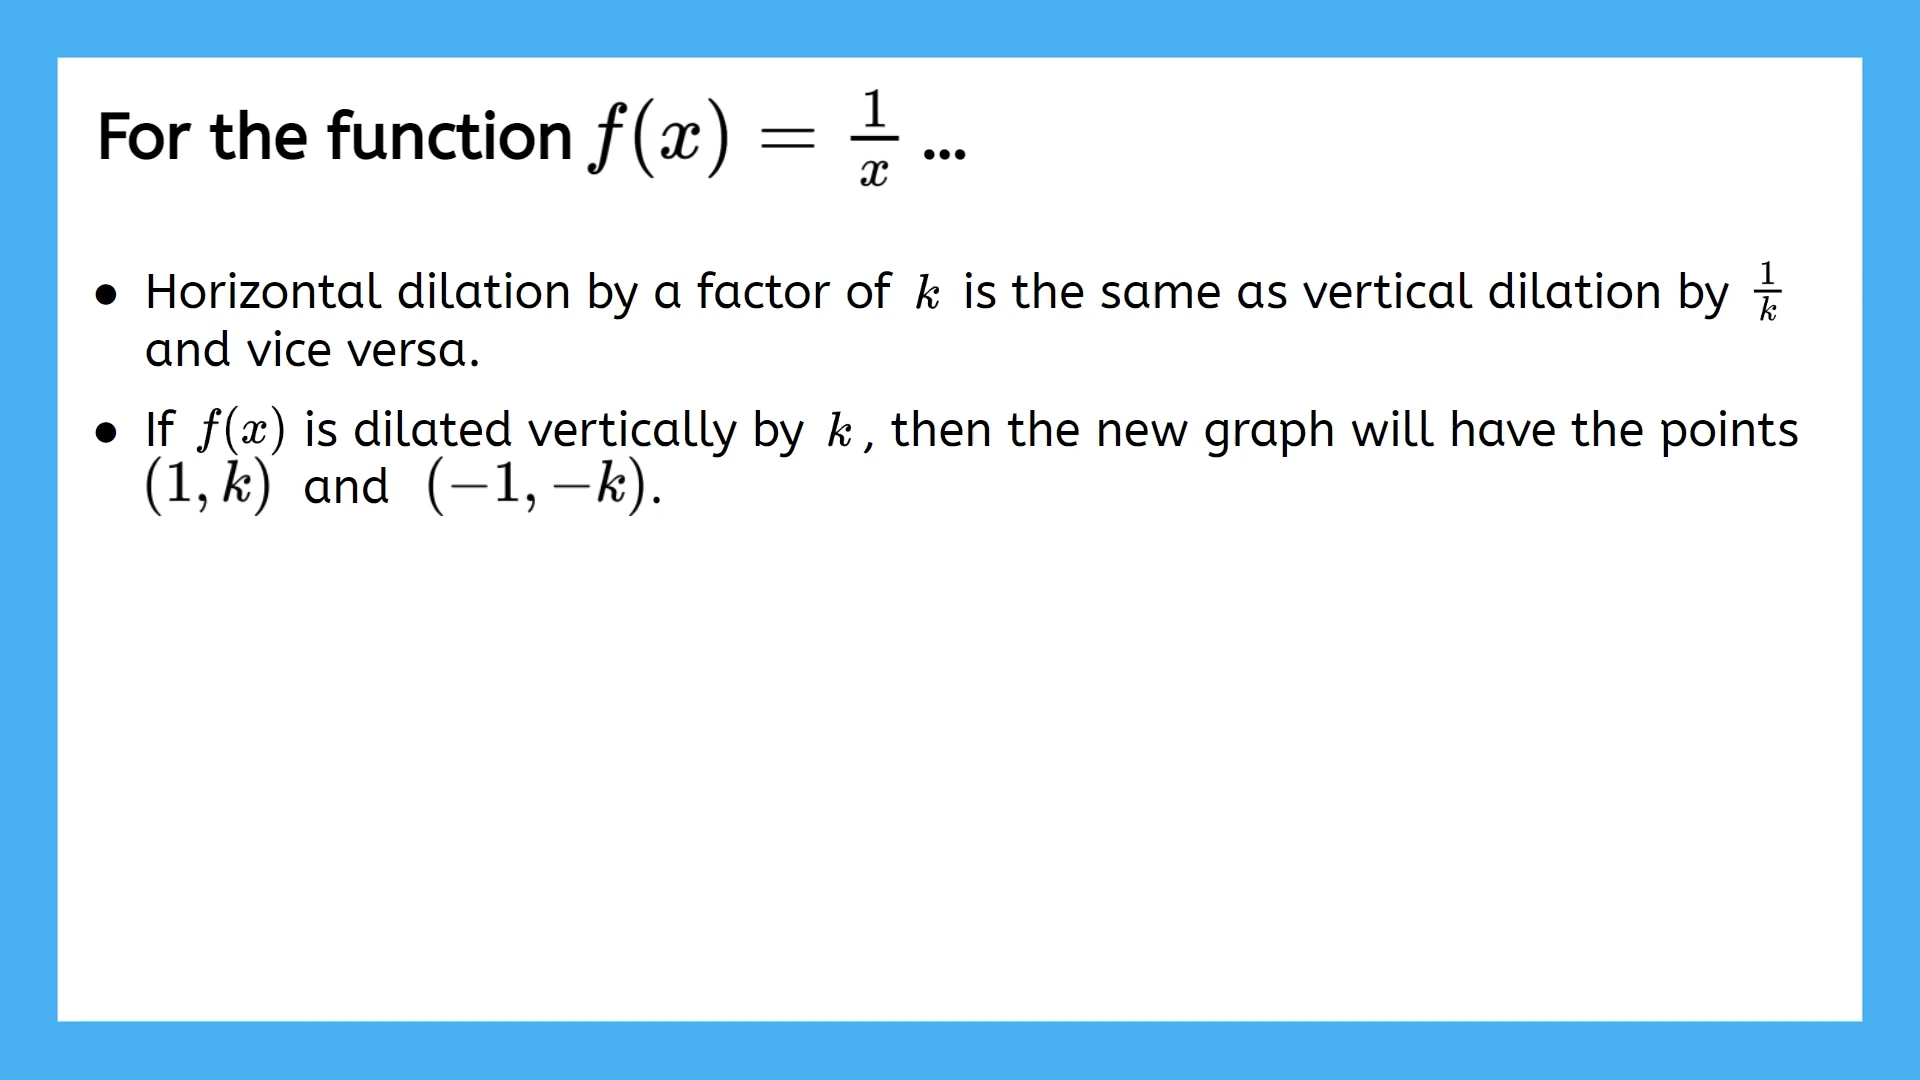 For the function f(x) = 1/x ...
● Horizontal dilation by a factor of k is the same as vertical dilation by 1/k
and vice versa.
● If f(x) is dilated vertically by k, then the new graph will have the points
(1, k) and (−1, −k).